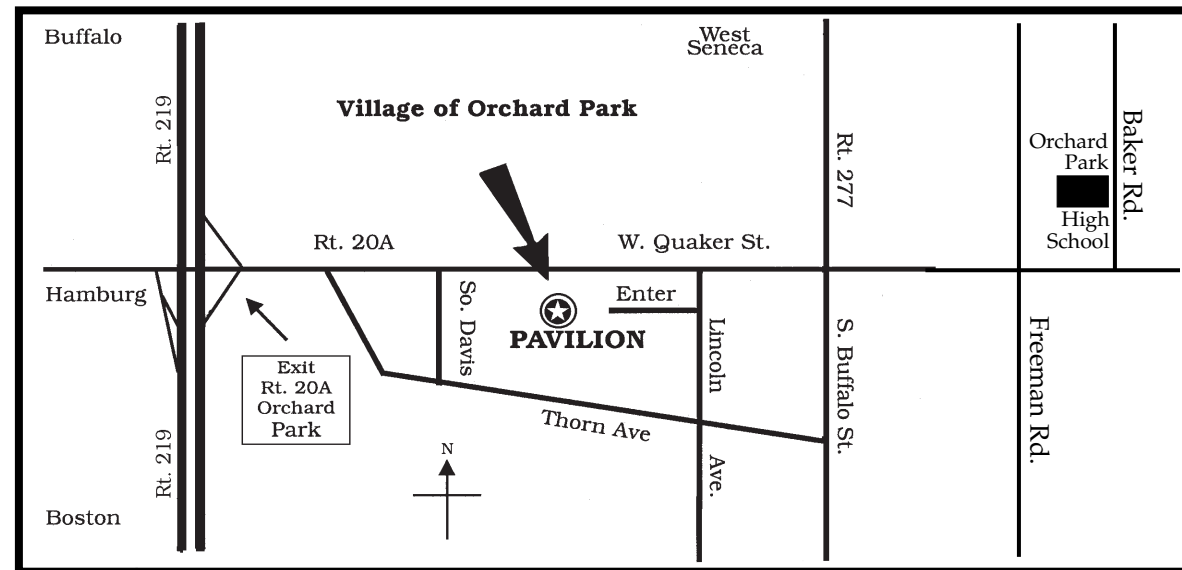 Buffalo
West
Seneca
Rt. 219
Village of Orchard Park
Rt. 277
Orchard
Park
High
School
Baker Rd.
Rt. 20A
W. Quaker St.
Hamburg
So. Davis
Enter
PAVILION
Lincoln
Ave.
S. Buffalo St.
Freeman Rd.
Exit
Rt. 20A
Orchard
Park
Thorn Ave
N
Rt. 219
Boston